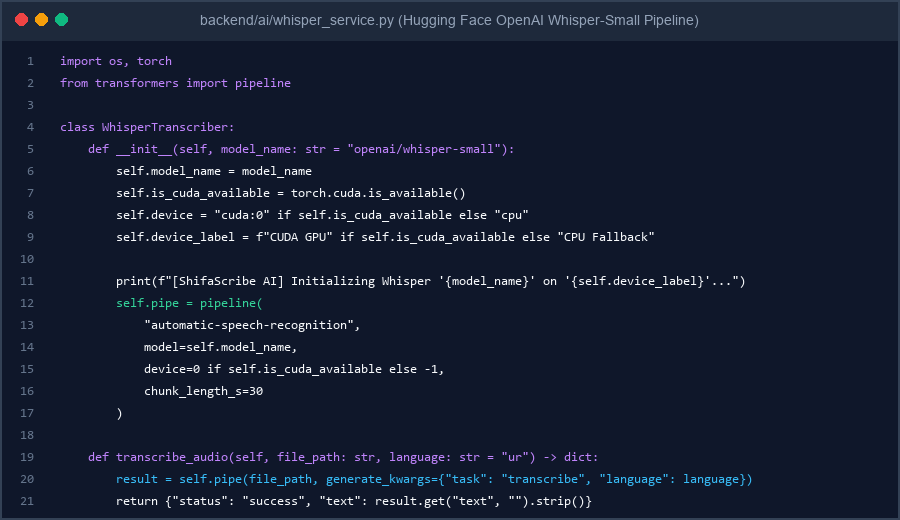 backend/ai/whisper_service.py (Hugging Face OpenAI Whisper-Small Pipeline)
1 import os, torch
2 from transformers import pipeline
3
4 class WhisperTranscriber:
5     def __init__(self, model_name: str = "openai/whisper-small"):
6         self.model_name = model_name
7         self.is_cuda_available = torch.cuda.is_available()
8         self.device = "cuda:0" if self.is_cuda_available else "cpu"
9         self.device_label = f"CUDA GPU" if self.is_cuda_available else "CPU Fallback"
10
11         print(f"[ShifaScribe AI] Initializing Whisper '{model_name}' on '{self.device_label}'...")
12         self.pipe = pipeline(
13             "automatic-speech-recognition",
14             model=self.model_name,
15             device=0 if self.is_cuda_available else -1,
16             chunk_length_s=30
17         )
18
19     def transcribe_audio(self, file_path: str, language: str = "ur") -> dict:
20         result = self.pipe(file_path, generate_kwargs={"task": "transcribe", "language": language})
21         return {"status": "success", "text": result.get("text", "").strip()}